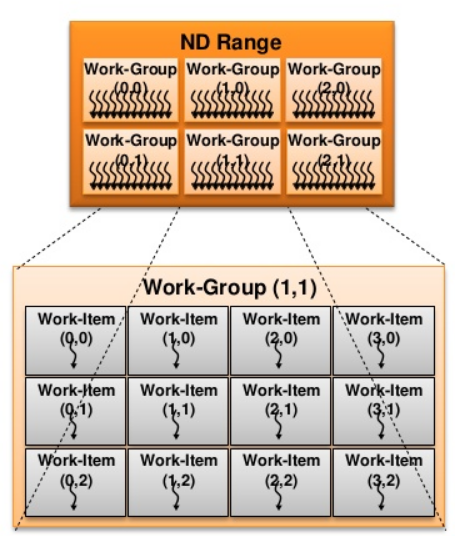 ND Range
Work-Group Work-Group Work-Group
(0,0) (1,0) (2,0)
Work-Group Work-Group Work-Group
(0,1) (1,1) (2,1)
Work-Group (1,1)
Work-Item Work-Item Work-Item Work-Item
(0,0) (1,0) (2,0) (3,0)
Work-Item Work-Item Work-Item Work-Item
(0,1) (1,1) (2,1) (3,1)
Work-Item Work-Item Work-Item Work-Item
(0,2) (1,2) (2,2) (3,2)